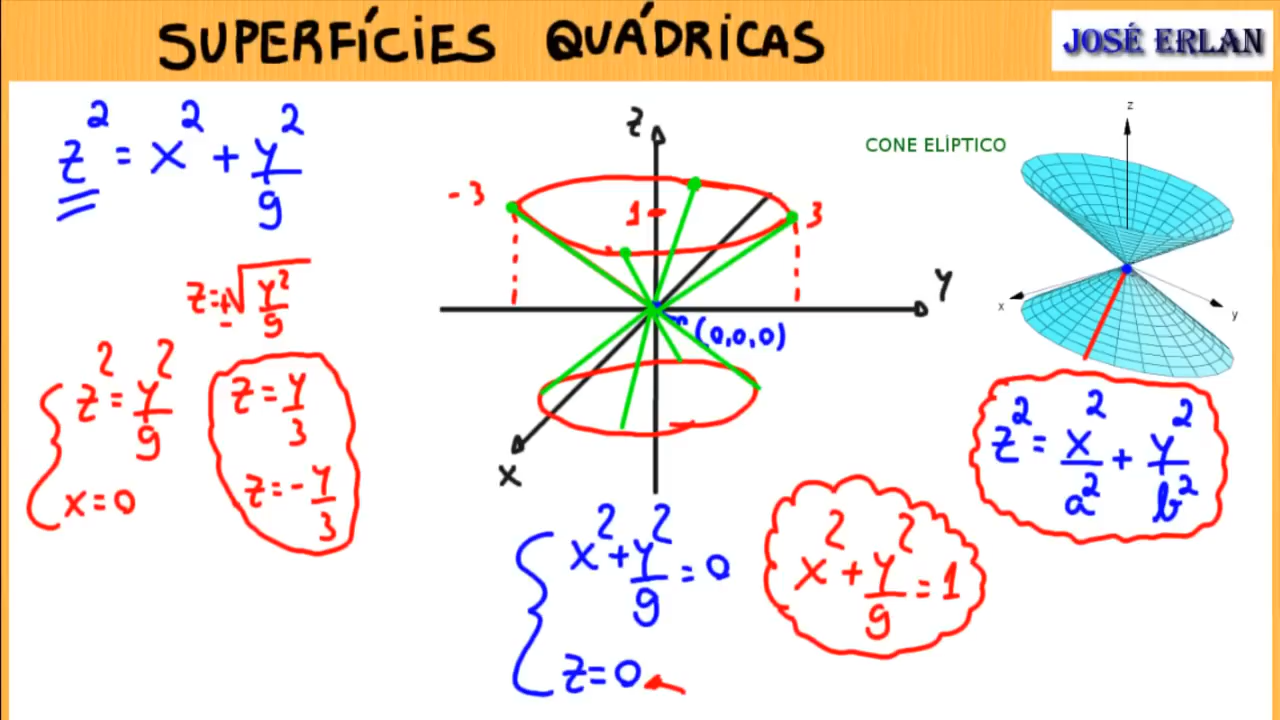 SUPERFÍCIES QUÁDRICAS
JOSÉ ERLAN
z² = x² + y²/9
z = ±√(y²/9)
z² = y²/9
x = 0
z = y/3
z = -y/3
z
-3
1
3
y
(0,0,0)
x
x² + y²/9 = 0
z = 0
x² + y²/9 = 1
CONE ELÍPTICO
z
x
y
z² = x²/a² + y²/b²